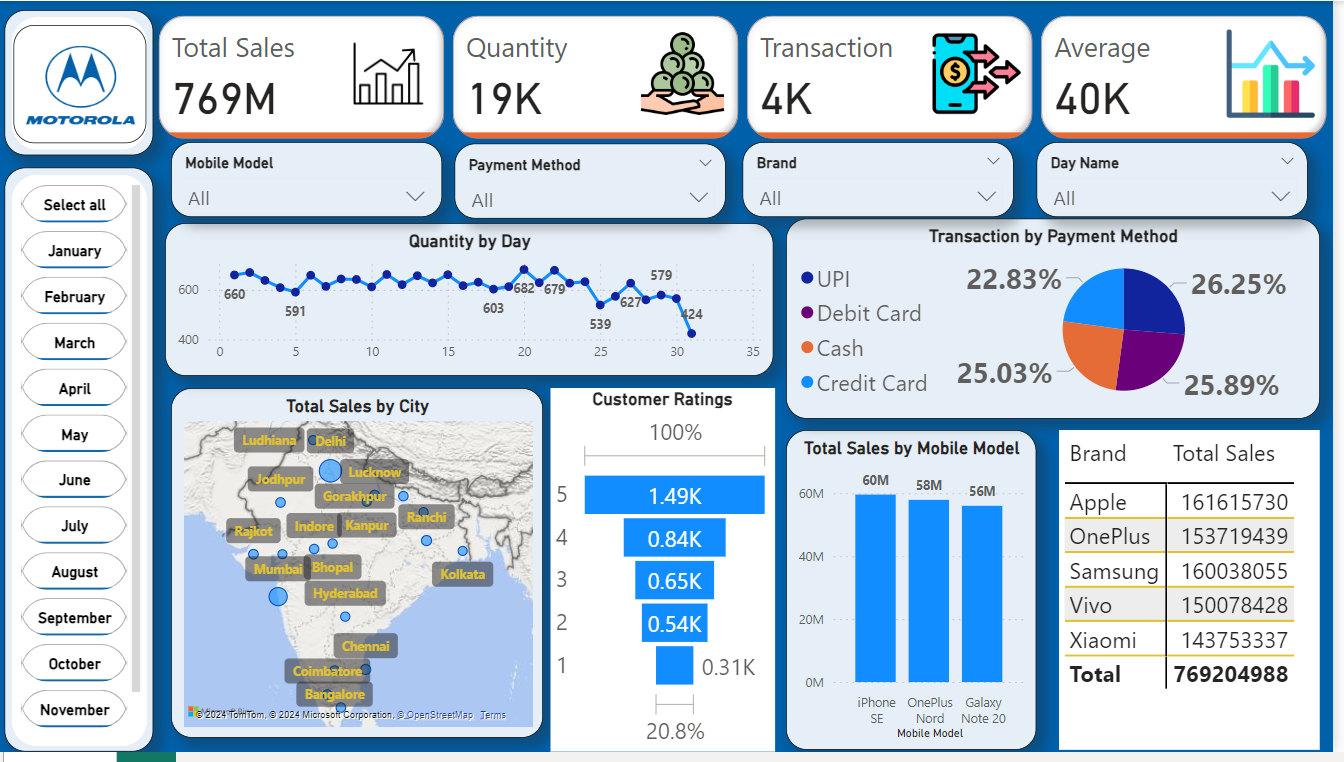 MOTOROLA
Total Sales
769M
Quantity
19K
Transaction
4K
Average
40K
Mobile Model
All
Payment Method
All
Brand
All
Day Name
All
Select all
January
February
March
April
May
June
July
August
September
October
November
Quantity by Day
600
400
660
591
603
682
679
539
627
579
424
0 5 10 15 20 25 30 35
Transaction by Payment Method
UPI
Debit Card
Cash
Credit Card
22.83%
26.25%
25.03%
25.89%
Total Sales by City
Ludhiana
Delhi
Jodhpur
Lucknow
Gorakhpur
Rajkot
Indore
Kanpur
Ranchi
Mumbai
Bhopal
Kolkata
Hyderabad
Chennai
Coimbatore
Bangalore
© 2024 TomTom, © 2024 Microsoft Corporation, © OpenStreetMap Terms
Customer Ratings
100%
5 1.49K
4 0.84K
3 0.65K
2 0.54K
1 0.31K
20.8%
Total Sales by Mobile Model
60M
40M
20M
0M
60M
58M
56M
iPhone SE
OnePlus Nord
Galaxy Note 20
Mobile Model
Brand Total Sales
Apple 161615730
OnePlus 153719439
Samsung 160038055
Vivo 150078428
Xiaomi 143753337
Total 769204988